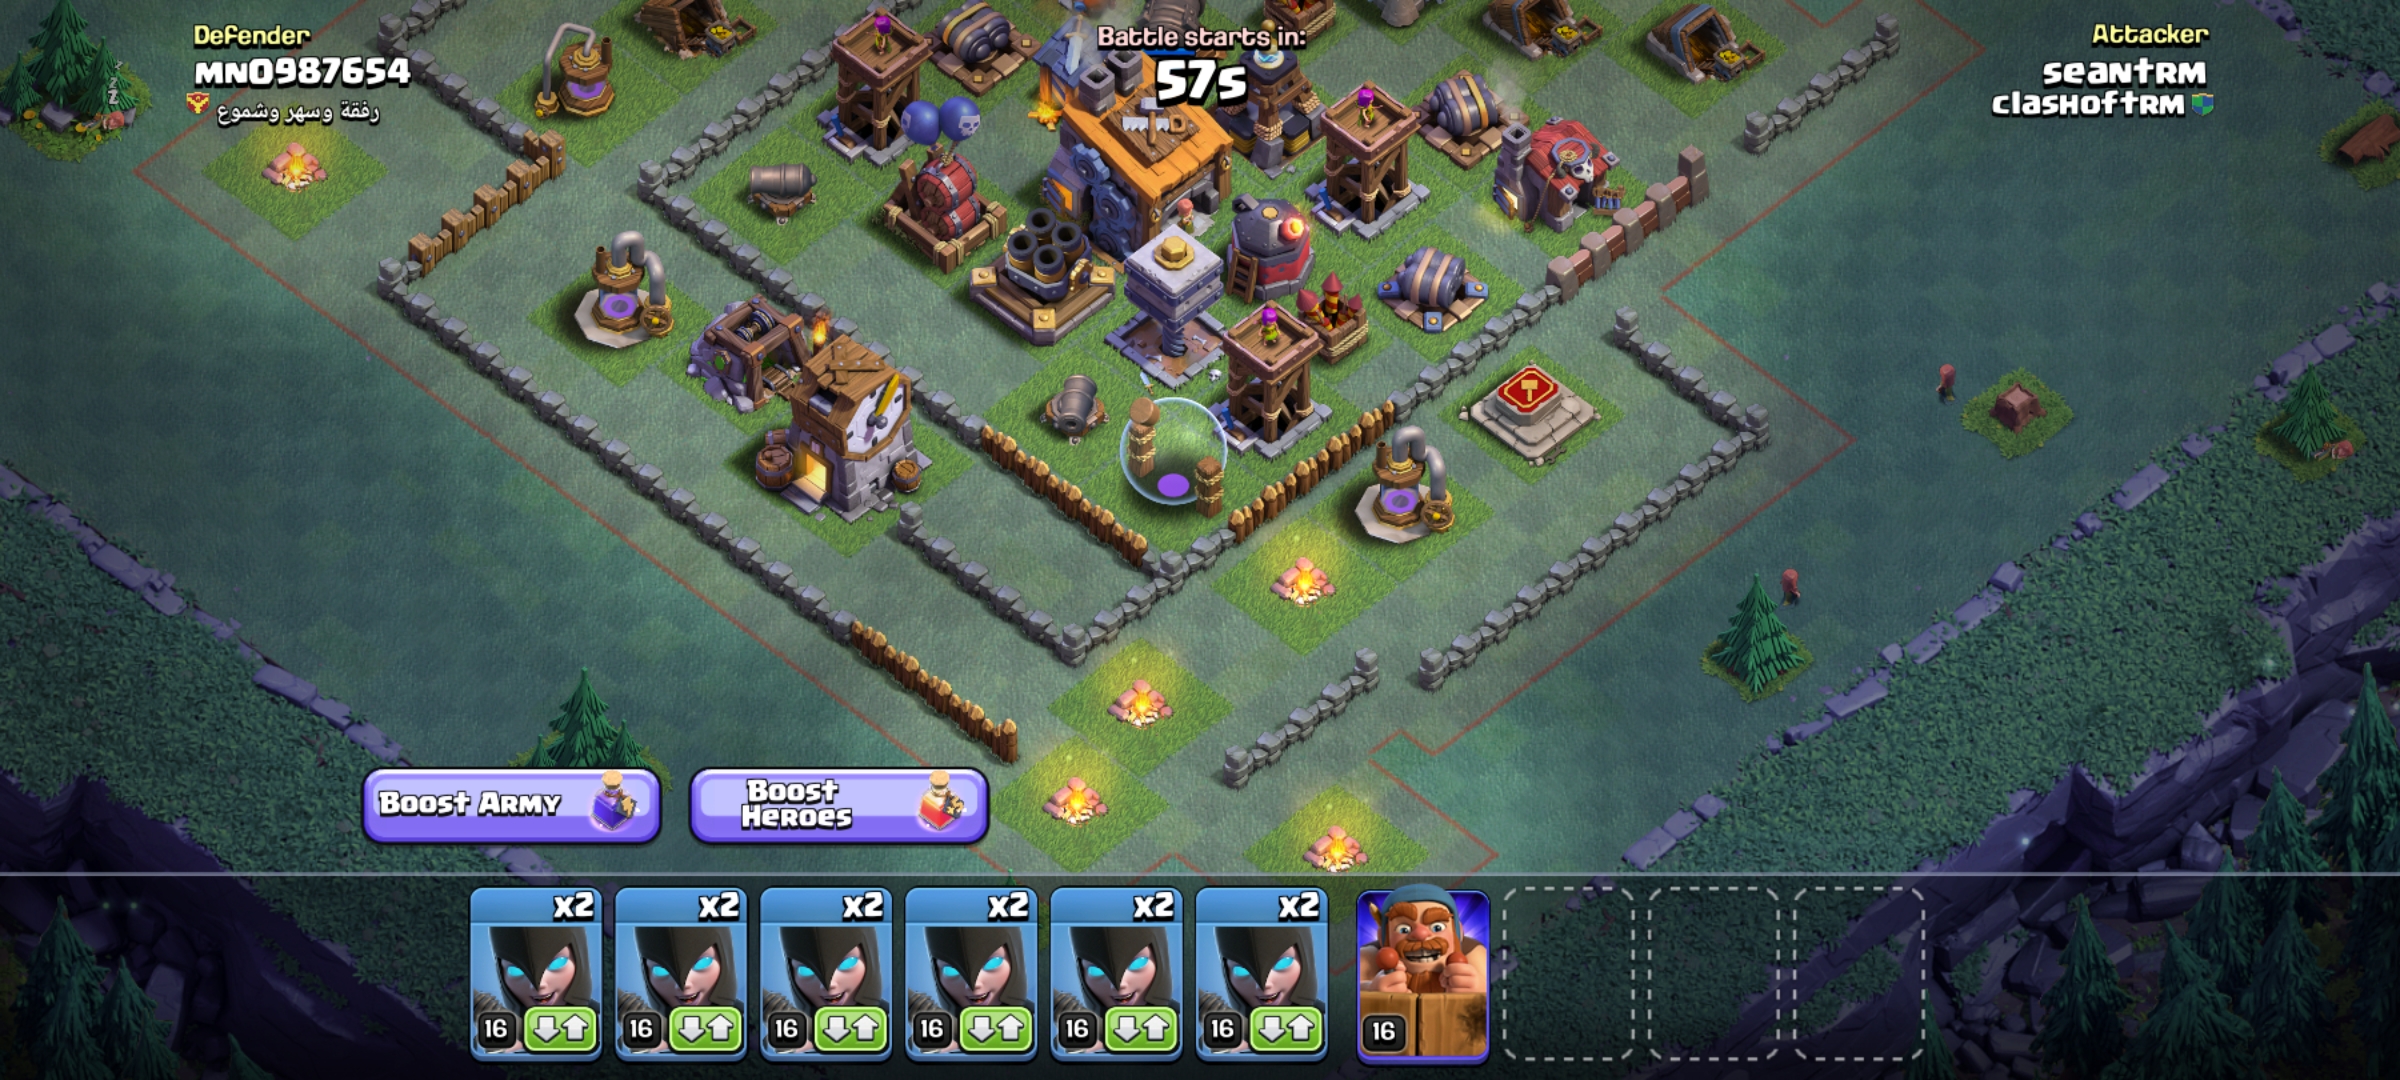 Defender
MN0987654
رفقة وسهر وشموع
Battle starts in:
57s
Attacker
seantRM
clashoftRM
Z
Z
Z
Boost Army
Boost
Heroes
x2
x2
x2
x2
x2
x2
16
16
16
16
16
16
16